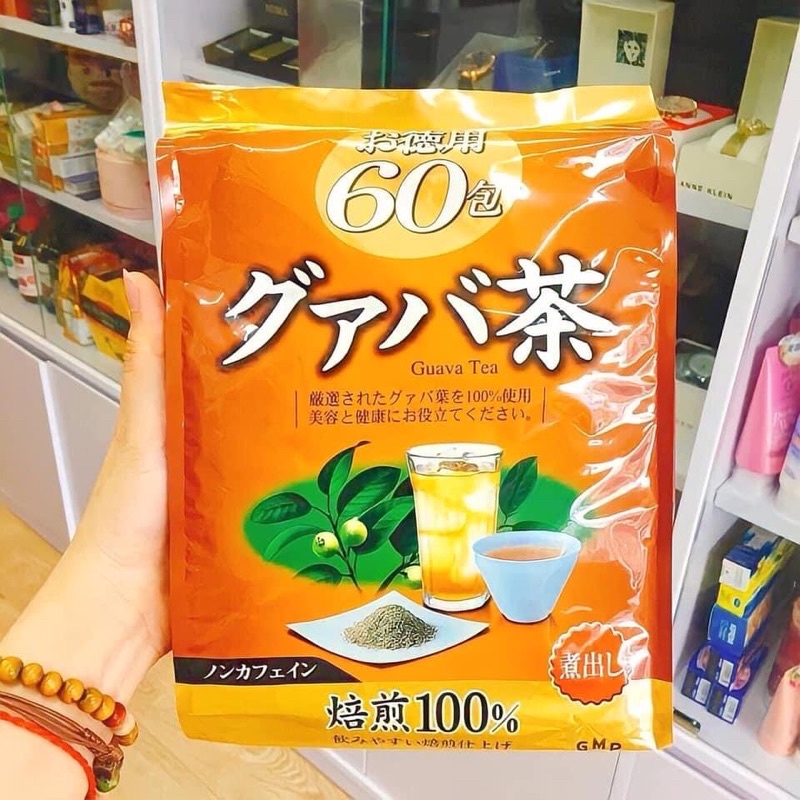 お徳用
60包
グァバ茶
Guava Tea
厳選されたグァバ葉を100%使用
美容と健康にお役立てください。
ノンカフェイン
煮出し
焙煎100%
飲みやすい焙煎仕上げ
GMP
ANNE KLEIN